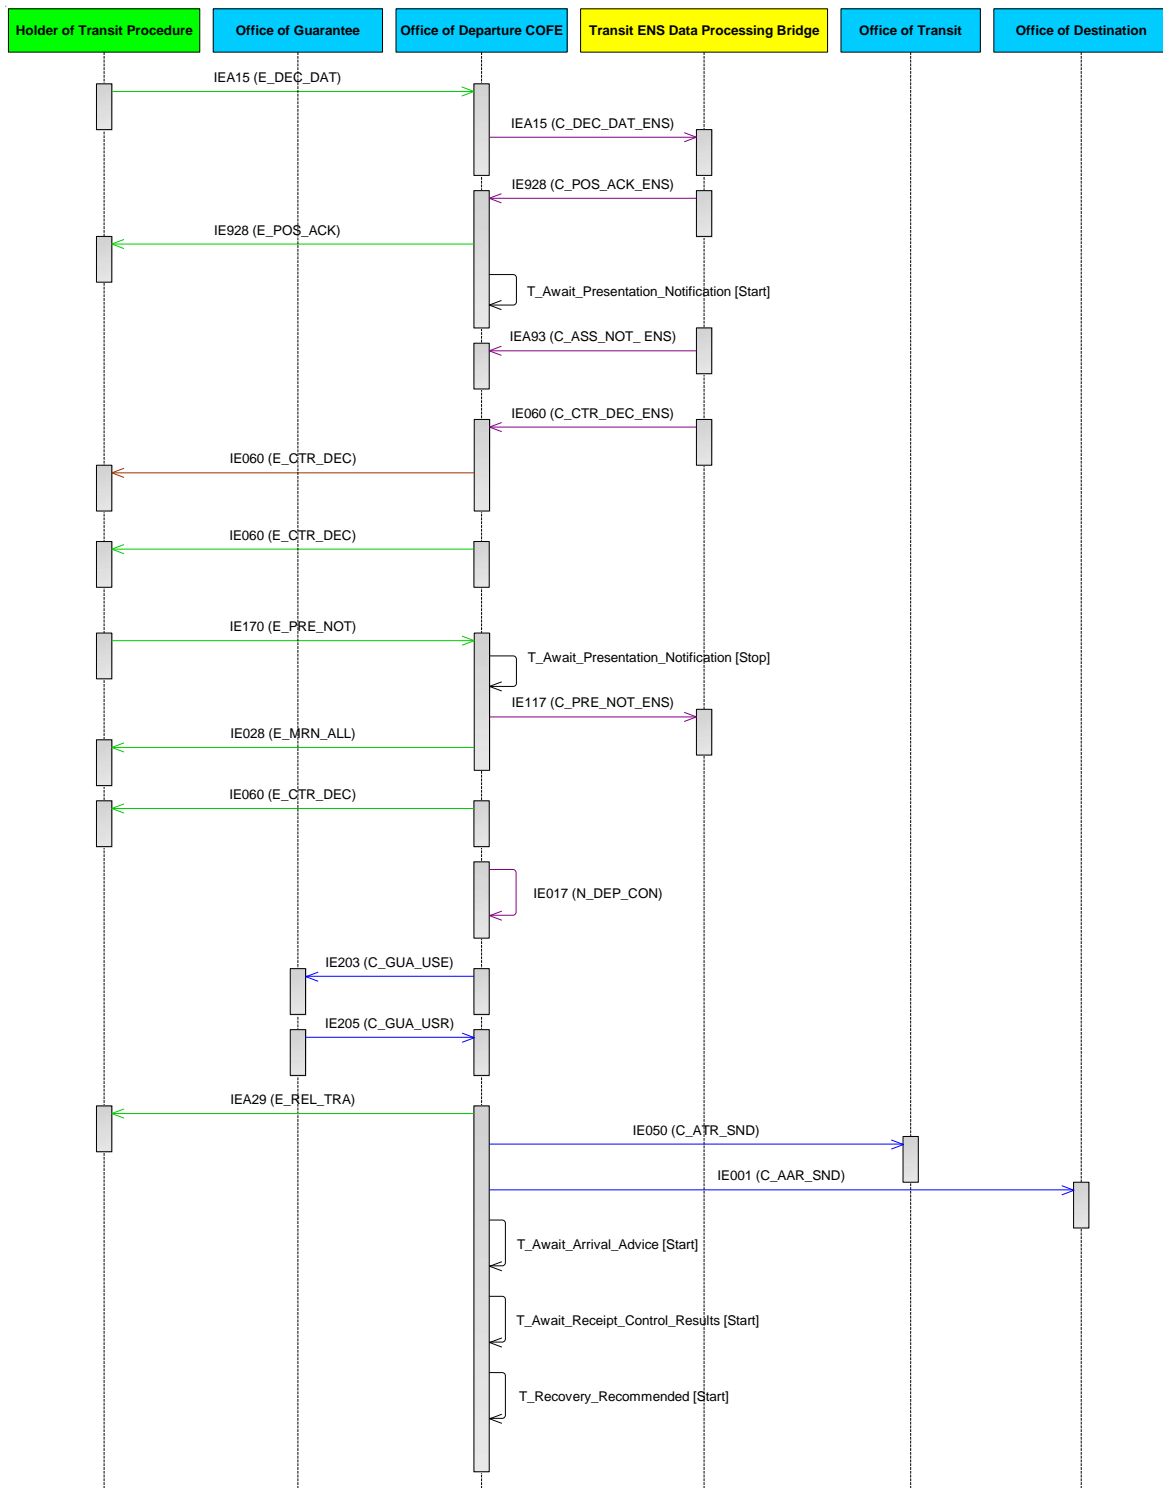 Holder of Transit Procedure
Office of Guarantee
Office of Departure COFE
Transit ENS Data Processing Bridge
Office of Transit
Office of Destination
IEA15 (E_DEC_DAT)
IEA15 (C_DEC_DAT_ENS)
IE928 (C_POS_ACK_ENS)
IE928 (E_POS_ACK)
T_Await_Presentation_Notification [Start]
IEA93 (C_ASS_NOT_ ENS)
IE060 (C_CTR_DEC_ENS)
IE060 (E_CTR_DEC)
IE060 (E_CTR_DEC)
IE170 (E_PRE_NOT)
T_Await_Presentation_Notification [Stop]
IE117 (C_PRE_NOT_ENS)
IE028 (E_MRN_ALL)
IE060 (E_CTR_DEC)
IE017 (N_DEP_CON)
IE203 (C_GUA_USE)
IE205 (C_GUA_USR)
IEA29 (E_REL_TRA)
IE050 (C_ATR_SND)
IE001 (C_AAR_SND)
T_Await_Arrival_Advice [Start]
T_Await_Receipt_Control_Results [Start]
T_Recovery_Recommended [Start]